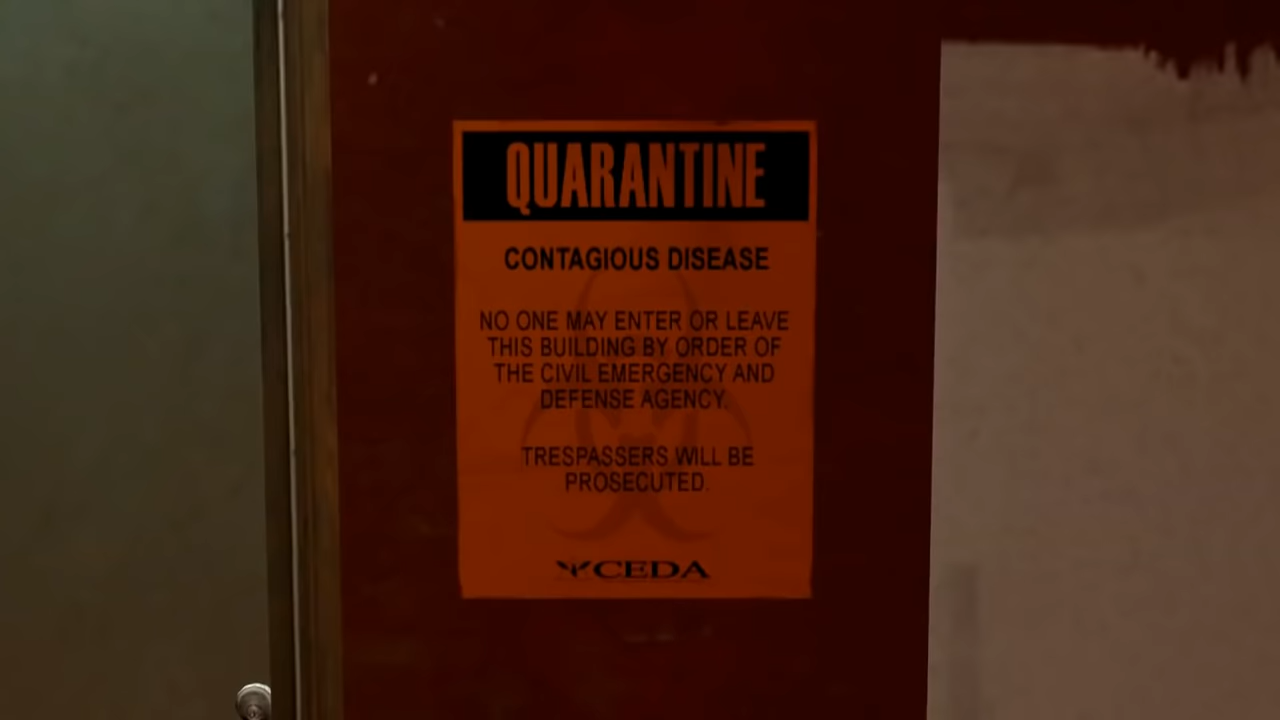 QUARANTINE
CONTAGIOUS DISEASE
NO ONE MAY ENTER OR LEAVE
THIS BUILDING BY ORDER OF
THE CIVIL EMERGENCY AND
DEFENSE AGENCY.
TRESPASSERS WILL BE
PROSECUTED.
CEDA